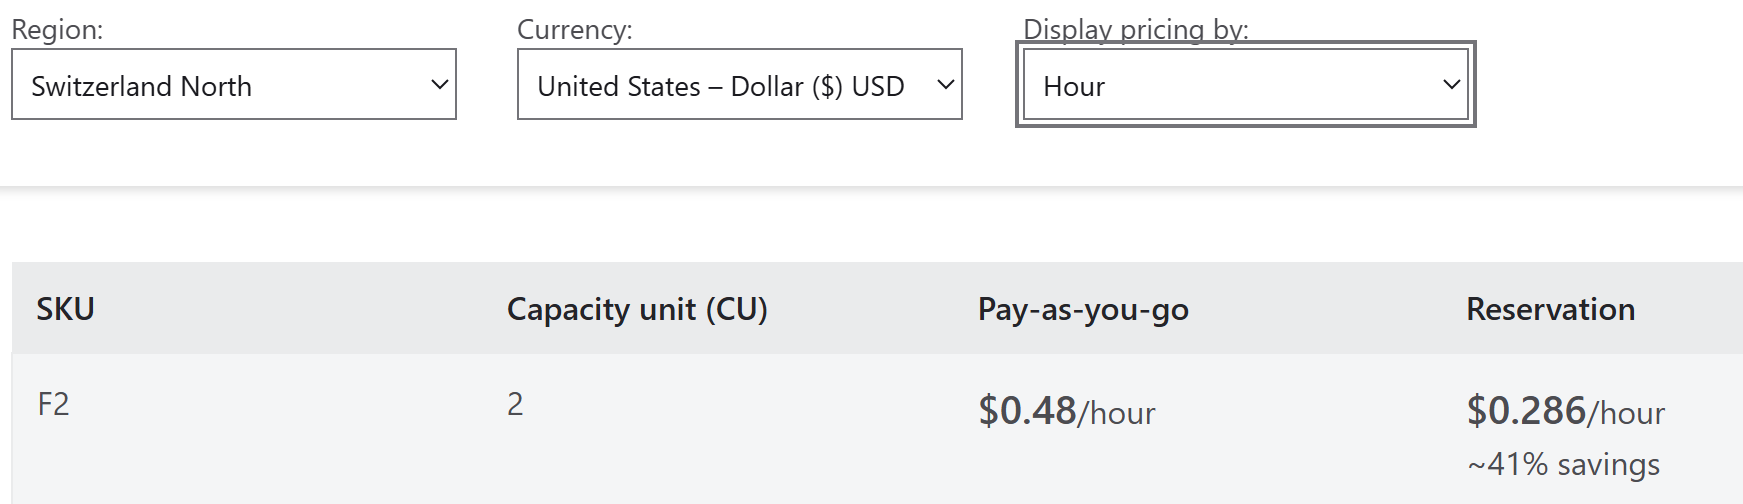 Region: Currency: Display pricing by:
Switzerland North United States – Dollar ($) USD Hour
SKU Capacity unit (CU) Pay-as-you-go Reservation
F2 2 $0.48/hour $0.286/hour
~41% savings